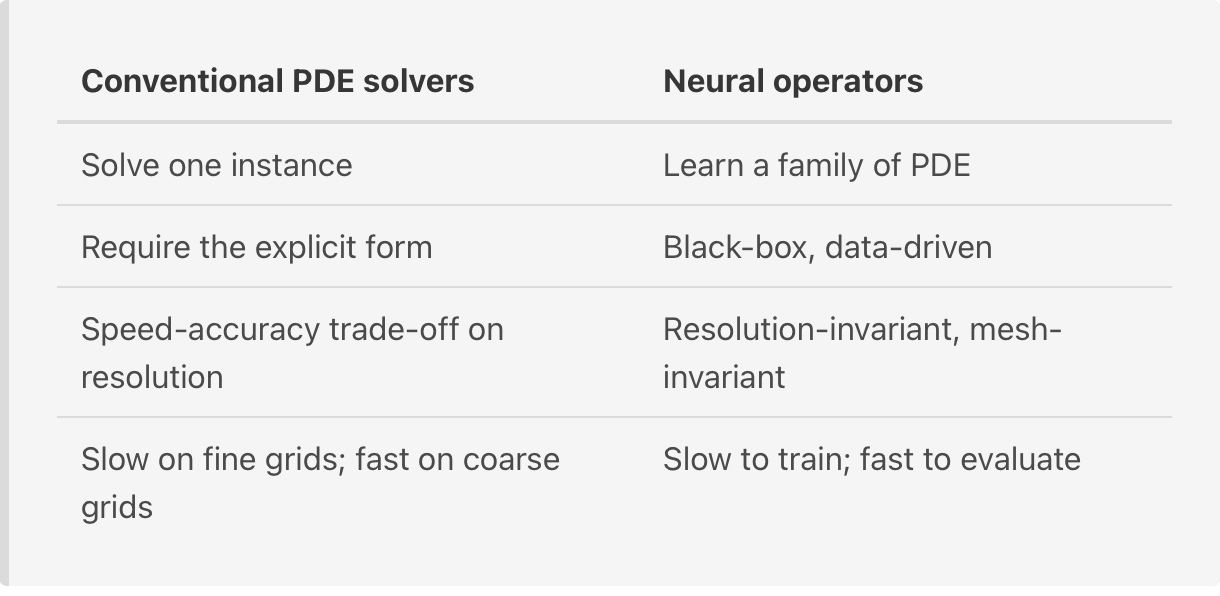 Conventional PDE solvers
Neural operators
Solve one instance
Learn a family of PDE
Require the explicit form
Black-box, data-driven
Speed-accuracy trade-off on
resolution
Resolution-invariant, mesh-
invariant
Slow on fine grids; fast on coarse
grids
Slow to train; fast to evaluate